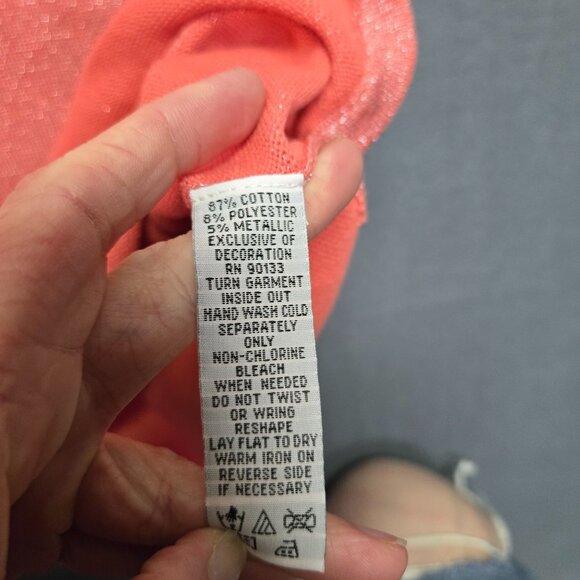 87% COTTON
8% POLYESTER
5% METALLIC
EXCLUSIVE OF
DECORATION
RN 90133
TURN GARMENT
INSIDE OUT
HAND WASH COLD
SEPARATELY
ONLY
NON-CHLORINE
BLEACH
WHEN NEEDED
DO NOT TWIST
OR WRING
RESHAPE
LAY FLAT TO DRY
WARM IRON ON
REVERSE SIDE
IF NECESSARY